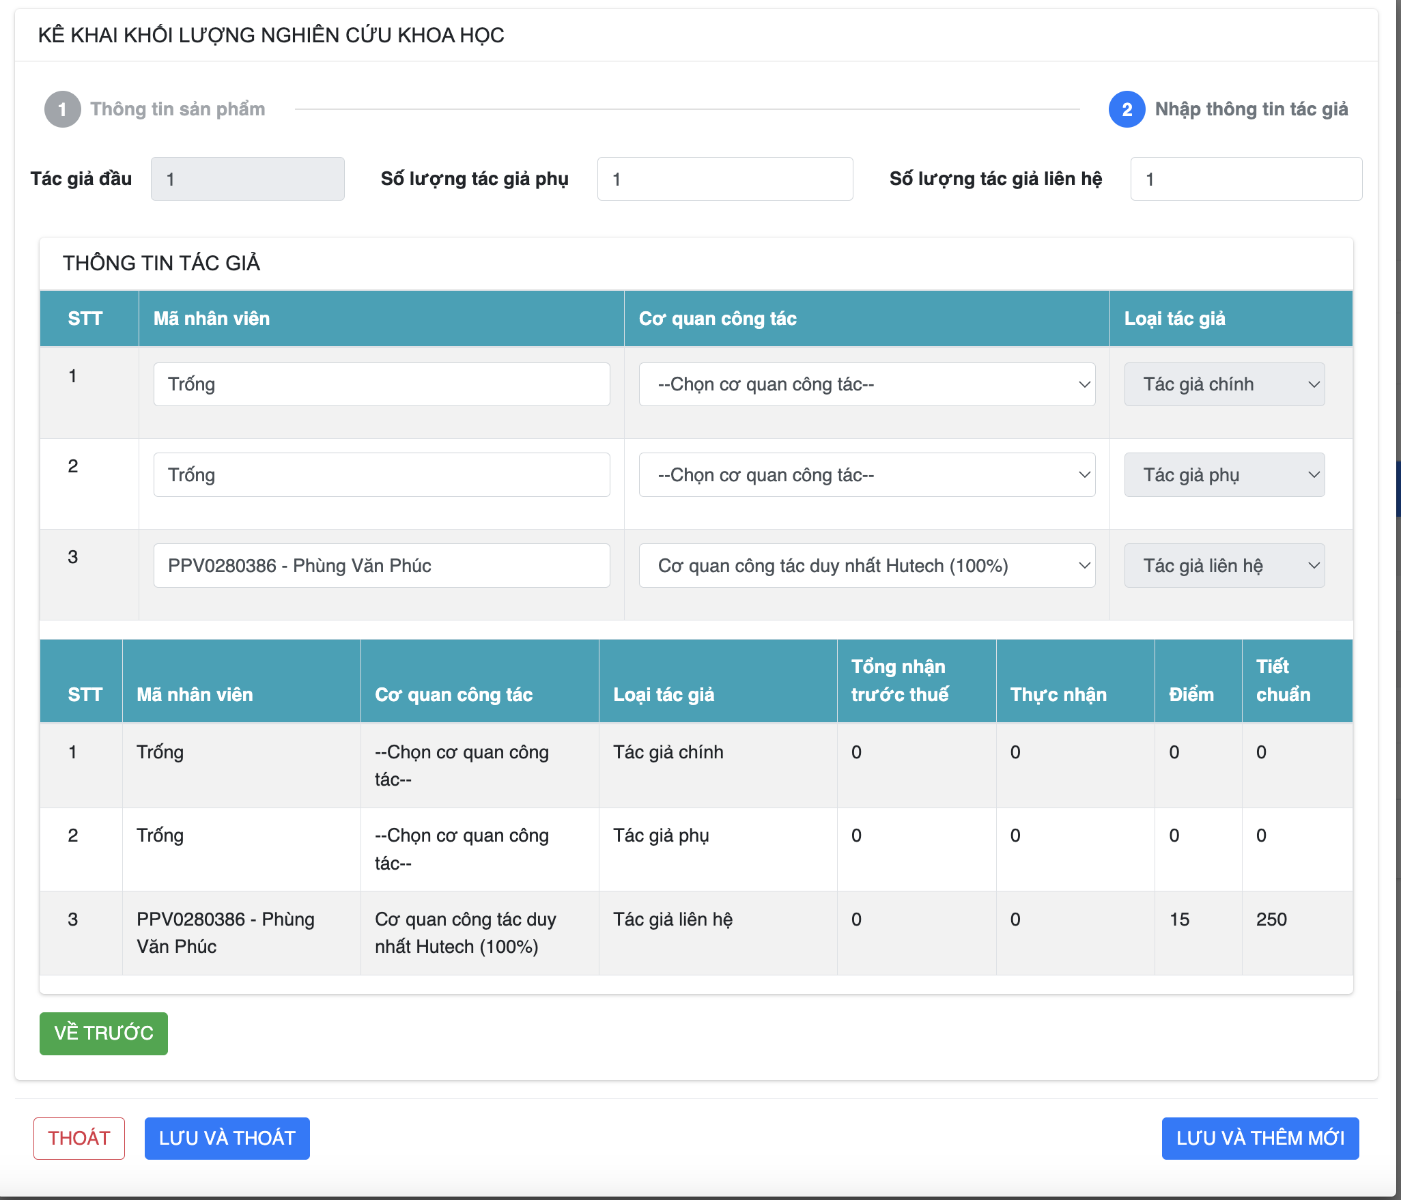 KÊ KHAI KHỐI LƯỢNG NGHIÊN CỨU KHOA HỌC
1 Thông tin sản phẩm
2 Nhập thông tin tác giả
Tác giả đầu 1 Số lượng tác giả phụ 1 Số lượng tác giả liên hệ 1
THÔNG TIN TÁC GIẢ
STT Mã nhân viên Cơ quan công tác Loại tác giả
1 Trống --Chọn cơ quan công tác-- Tác giả chính
2 Trống --Chọn cơ quan công tác-- Tác giả phụ
3 PPV0280386 - Phùng Văn Phúc Cơ quan công tác duy nhất Hutech (100%) Tác giả liên hệ
Tổng nhận Tiết
STT Mã nhân viên Cơ quan công tác Loại tác giả trước thuế Thực nhận Điểm chuẩn
1 Trống --Chọn cơ quan công Tác giả chính 0 0 0 0
tác--
2 Trống --Chọn cơ quan công Tác giả phụ 0 0 0 0
tác--
3 PPV0280386 - Phùng Cơ quan công tác duy Tác giả liên hệ 0 0 15 250
Văn Phúc nhất Hutech (100%)
VỀ TRƯỚC
THOÁT LƯU VÀ THOÁT LƯU VÀ THÊM MỚI